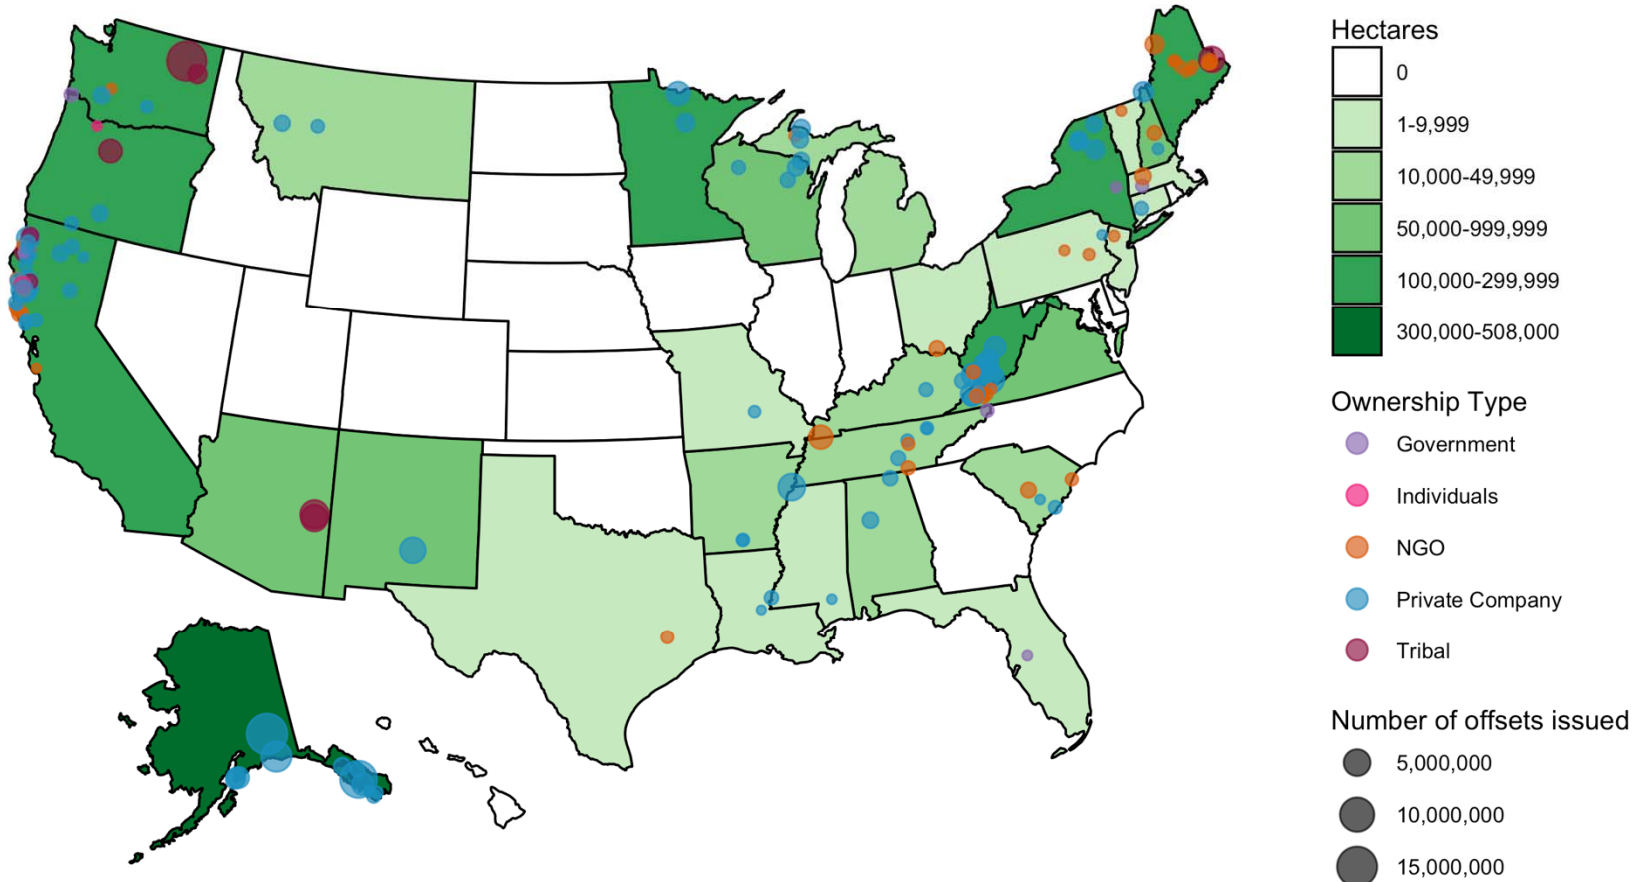 Hectares
0
1-9,999
10,000-49,999
50,000-999,999
100,000-299,999
300,000-508,000
Ownership Type
Government
Individuals
NGO
Private Company
Tribal
Number of offsets issued
5,000,000
10,000,000
15,000,000